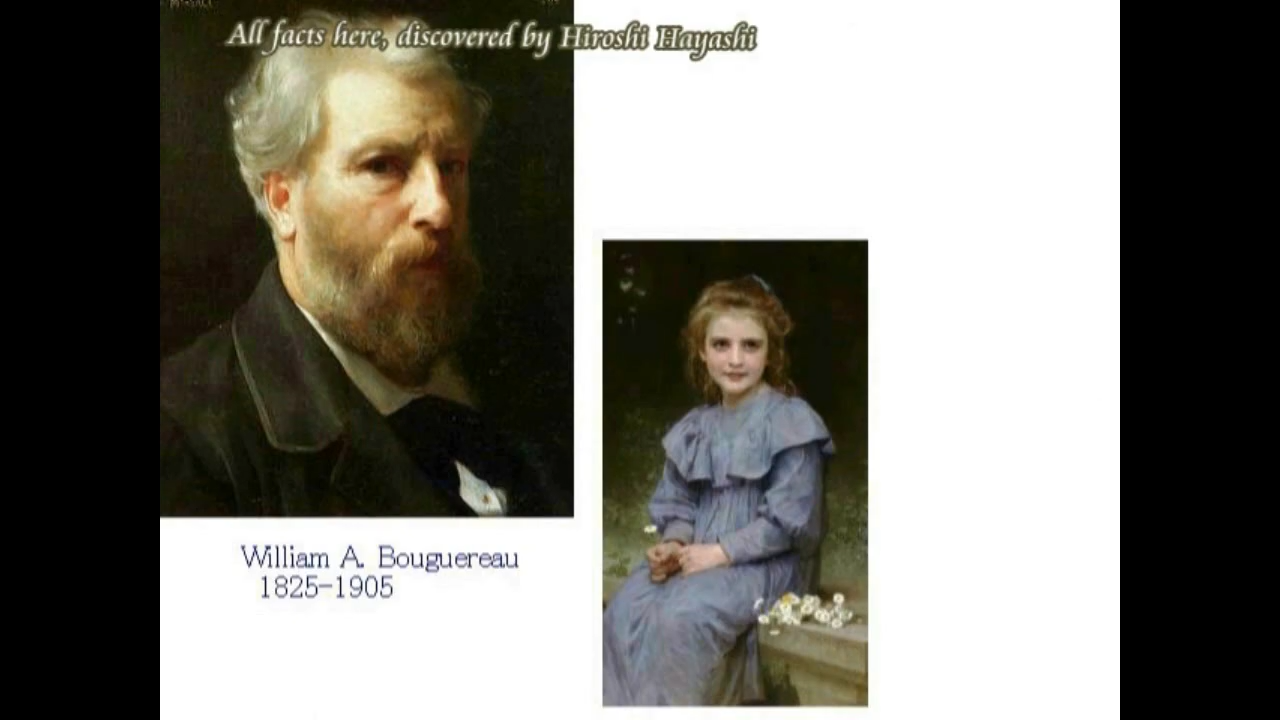 All facts here, discovered by Hiroshi Hayashi
William A. Bouguereau
1825-1905